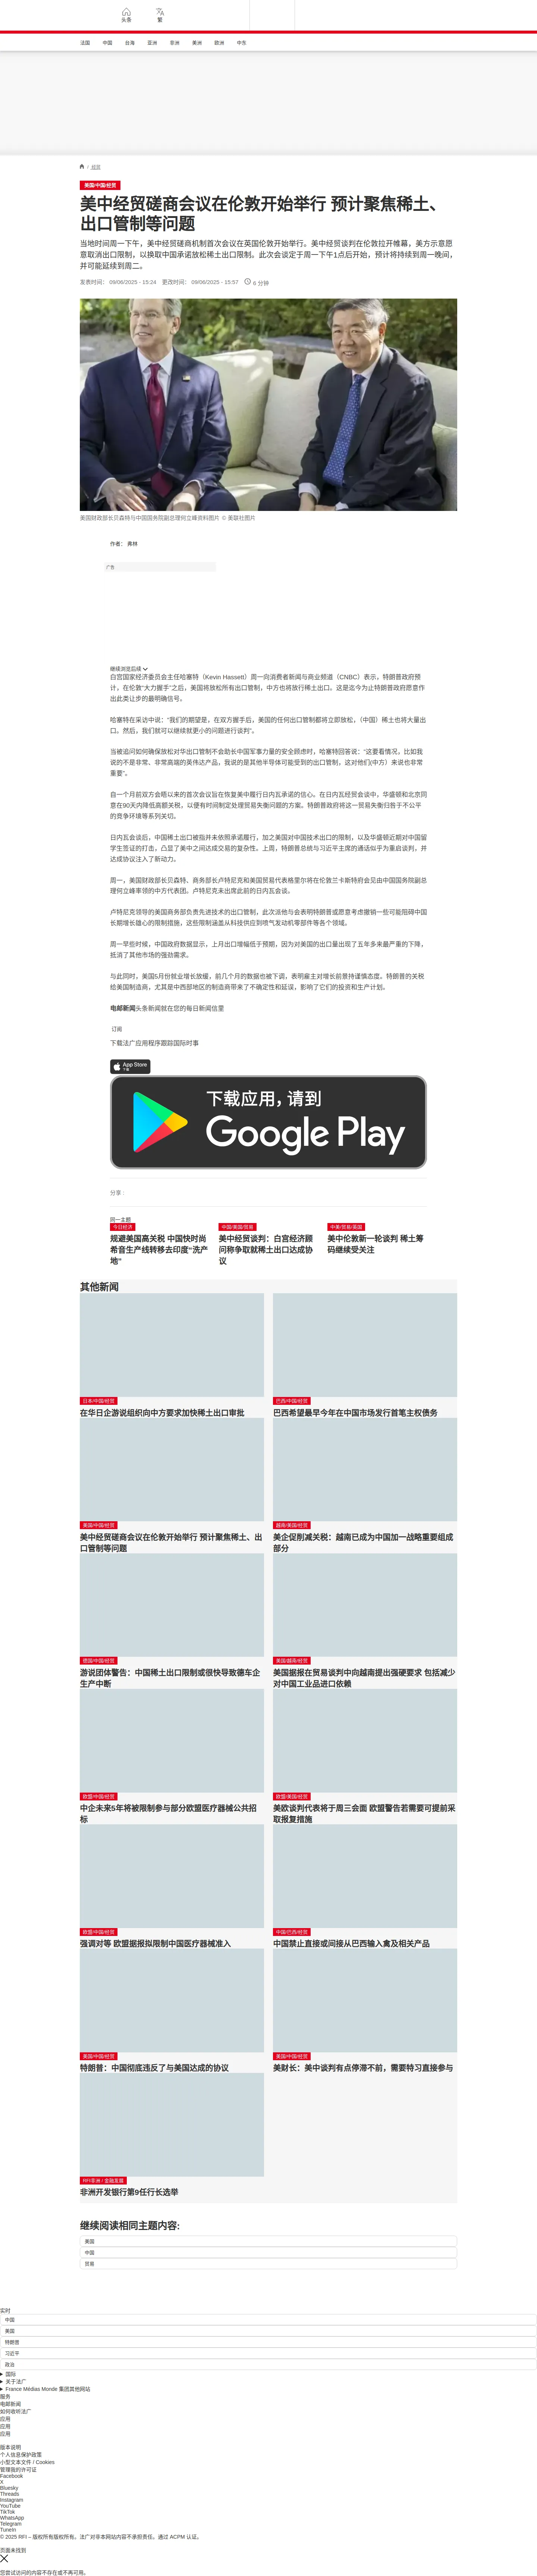 头条
繁
法国
中国
台海
亚洲
非洲
美洲
欧洲
中东
/ 经贸
美国/中国/经贸
美中经贸磋商会议在伦敦开始举行 预计聚焦稀土、
出口管制等问题
当地时间周一下午，美中经贸磋商机制首次会议在英国伦敦开始举行。美中经贸谈判在伦敦拉开帷幕，美方示意愿
意取消出口限制，以换取中国承诺放松稀土出口限制。此次会谈定于周一下午1点后开始，预计将持续到周一晚间，
并可能延续到周二。
发表时间： 09/06/2025 - 15:24 更改时间： 09/06/2025 - 15:57 6 分钟
美国财政部长贝森特与中国国务院副总理何立峰资料图片 © 美联社图片
作者： 弗林
广告
继续浏览后续
白宫国家经济委员会主任哈塞特（Kevin Hassett）周一向消费者新闻与商业频道（CNBC）表示，特朗普政府预
计，在伦敦“大力握手”之后，美国将放松所有出口管制，中方也将放行稀土出口。这是迄今为止特朗普政府愿意作
出此类让步的最明确信号。
哈塞特在采访中说：“我们的期望是，在双方握手后，美国的任何出口管制都将立即放松，（中国）稀土也将大量出
口。然后，我们就可以继续就更小的问题进行谈判”。
当被追问如何确保放松对华出口管制不会助长中国军事力量的安全顾虑时，哈塞特回答说：“这要看情况，比如我
说的不是非常、非常高端的英伟达产品，我说的是其他半导体可能受到的出口管制，这对他们(中方）来说也非常
重要”。
自一个月前双方会晤以来的首次会议旨在恢复美中履行日内瓦承诺的信心。在日内瓦经贸会谈中，华盛顿和北京同
意在90天内降低高额关税，以便有时间制定处理贸易失衡问题的方案。特朗普政府将这一贸易失衡归咎于不公平
的竞争环境等系列关切。
日内瓦会谈后，中国稀土出口被指并未依照承诺履行，加之美国对中国技术出口的限制，以及华盛顿近期对中国留
学生签证的打击，凸显了美中之间达成交易的复杂性。上周，特朗普总统与习近平主席的通话似乎为重启谈判，并
达成协议注入了新动力。
周一，美国财政部长贝森特、商务部长卢特尼克和美国贸易代表格里尔将在伦敦兰卡斯特府会见由中国国务院副总
理何立峰率领的中方代表团。卢特尼克未出席此前的日内瓦会谈。
卢特尼克领导的美国商务部负责先进技术的出口管制，此次派他与会表明特朗普或愿意考虑撤销一些可能阻碍中国
长期增长雄心的限制措施，这些限制涵盖从科技供应到喷气发动机零部件等各个领域。
周一早些时候，中国政府数据显示，上月出口增幅低于预期，因为对美国的出口量出现了五年多来最严重的下降，
抵消了其他市场的强劲需求。
与此同时，美国5月份就业增长放缓，前几个月的数据也被下调，表明雇主对增长前景持谨慎态度。特朗普的关税
给美国制造商，尤其是中西部地区的制造商带来了不确定性和延误，影响了它们的投资和生产计划。
电邮新闻头条新闻就在您的每日新闻信里
订阅
下载法广应用程序跟踪国际时事
App Store
下载
下载应用，请到
Google Play
分享：
同一主题
今日经济
规避美国高关税 中国快时尚
希音生产线转移去印度“洗产
地”
中国/美国/贸易
美中经贸谈判：白宫经济顾
问称争取就稀土出口达成协
议
中美/贸易/英国
美中伦敦新一轮谈判 稀土筹
码继续受关注
其他新闻
日本/中国/经贸
在华日企游说组织向中方要求加快稀土出口审批
巴西/中国/经贸
巴西希望最早今年在中国市场发行首笔主权债务
美国/中国/经贸
美中经贸磋商会议在伦敦开始举行 预计聚焦稀土、出
口管制等问题
越南/美国/经贸
美企促削减关税：越南已成为中国加一战略重要组成
部分
德国/中国/经贸
游说团体警告：中国稀土出口限制或很快导致德车企
生产中断
美国/越南/经贸
美国据报在贸易谈判中向越南提出强硬要求 包括减少
对中国工业品进口依赖
欧盟/中国/经贸
中企未来5年将被限制参与部分欧盟医疗器械公共招
标
欧盟/美国/经贸
美欧谈判代表将于周三会面 欧盟警告若需要可提前采
取报复措施
欧盟/中国/经贸
强调对等 欧盟据报拟限制中国医疗器械准入
中国/巴西/经贸
中国禁止直接或间接从巴西输入禽及相关产品
美国/中国/经贸
特朗普：中国彻底违反了与美国达成的协议
美国/中国/经贸
美财长：美中谈判有点停滞不前，需要特习直接参与
RFI非洲 / 金融发展
非洲开发银行第9任行长选举
继续阅读相同主题内容:
美国
中国
贸易
实时
中国
美国
特朗普
习近平
政治
国际
关于法广
France Médias Monde 集团其他网站
服务
电邮新闻
如何收听法广
应用
应用
应用
版本说明
个人信息保护政策
小型文本文件 / Cookies
管理我的许可证
Facebook
X
Bluesky
Threads
Instagram
YouTube
TikTok
WhatsApp
Telegram
TuneIn
© 2025 RFI – 版权所有版权所有。法广对非本网站内容不承担责任。通过 ACPM 认证。
页面未找到
您尝试访问的内容不存在或不再可用。